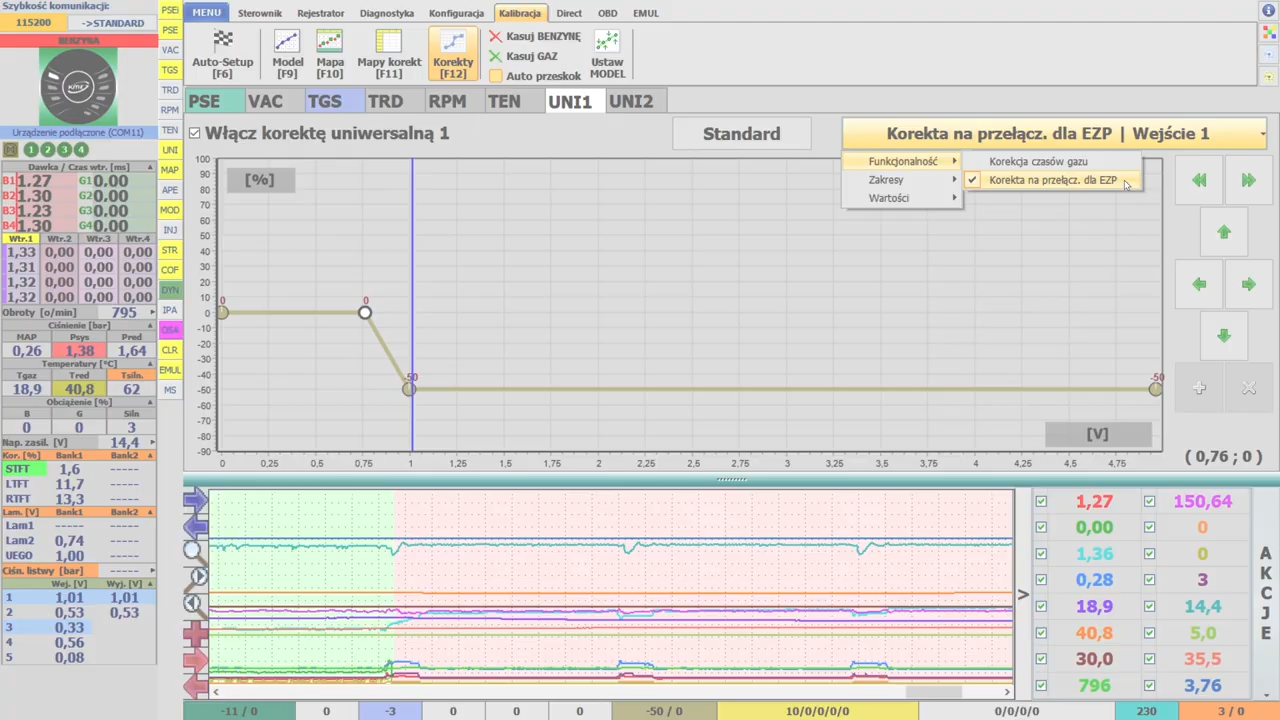 Szybkość komunikacji:
115200 ->STANDARD
BENZYNA
KME
Urządzenie podłączone (COM11)
M 1 2 3 4
Dawka / Czas wtr. [ms]
B1 1.27 G1 0.00
B2 1.30 G2 0.00
B3 1.23 G3 0.00
B4 1.30 G4 0.00
Wtr.1 Wtr.2 Wtr.3 Wtr.4
1,33 0,00 0,00 0,00
1,31 0,00 0,00 0,00
1,32 0,00 0,00 0,00
1,32 0,00 0,00 0,00
Obroty [o/min] 795
Ciśnienie [bar]
MAP Psys Pred
0,26 1,38 1,64
Temperatury [°C]
Tgaz Tred Tsiln.
18,9 40,8 62
Obciążenie [%]
B G Siln
0 0 3
Nap. zasil. [V] 14,4
Kor. [%] Bank1 Bank2
STFT 1,6 -----
LTFT 11,7 -----
RTFT 13,3 -----
Lam. [V] Bank1 Bank2
Lam1 ----- -----
Lam2 0,74 -----
UEGO 1,00 -----
Ciśn. listwy [bar] -----
Wej. [V] Wyj. [V]
1 1,01 1,01
2 0,53 0,53
3 0,33
4 0,56
5 0,08
PSEi
PSE
VAC
TGS
TRD
RPM
TEN
UNI
MAP
APE
MOD
INJ
STR
COF
DYN
IPA
OSA
CLR
EMUL
MS
MENU Sterownik Rejestrator Diagnostyka Konfiguracja Kalibracja Direct OBD EMUL
Auto-Setup
[F6]
Model
[F9]
Mapa
[F10]
Mapy korekt
[F11]
Korekty
[F12]
Kasuj BENZYNĘ
Kasuj GAZ
Auto przeskok
Ustaw
MODEL
PSE VAC TGS TRD RPM TEN UNI1 UNI2
Włącz korektę uniwersalną 1
Standard
Korekta na przełącz. dla EZP | Wejście 1
Funkcjonalność
Zakresy
Wartości
Korekcja czasów gazu
Korekta na przełącz. dla EZP
[%]
100
90
80
70
60
50
40
30
20
10
0
-10
-20
-30
-40
-50
-60
-70
-80
-90
0 0 -50 -50
[V]
0 0,25 0,5 0,75 1 1,25 1,5 1,75 2 2,25 2,5 2,75 3 3,25 3,5 3,75 4 4,25 4,5 4,75
( 0,76 ; 0 )
1,27 150,64
0,00 0
1,36 0
0,28 3
18,9 14,4
40,8 5,0
30,0 35,5
796 3,76
A
K
C
J
E
-11 / 0 0 -3 0 0 0 -50 / 0 10/0/0/0/0 0/0/0/0 230 3 / 0